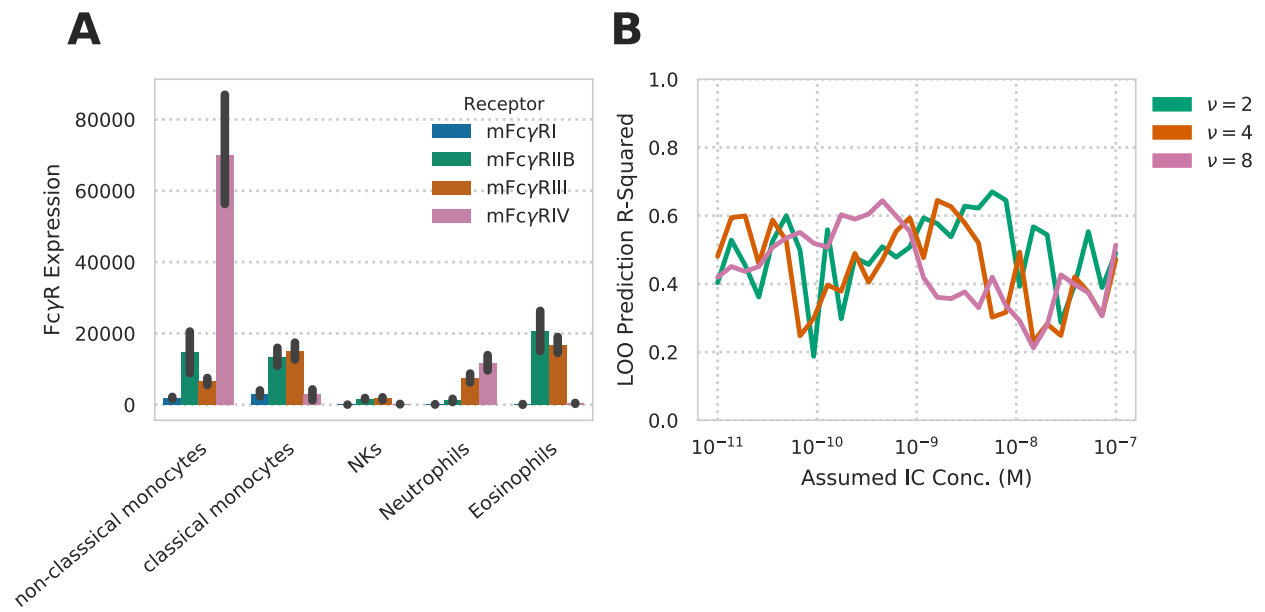 A
FcγR Expression
80000
60000
40000
20000
0
Receptor
mFcγRI
mFcγRIIB
mFcγRIII
mFcγRIV
non-classsical monocytes
classical monocytes
NKs
Neutrophils
Eosinophils
B
LOO Prediction R-Squared
1.0
0.8
0.6
0.4
0.2
0.0
10⁻¹¹
10⁻¹⁰
10⁻⁹
10⁻⁸
10⁻⁷
Assumed IC Conc. (M)
ν = 2
ν = 4
ν = 8